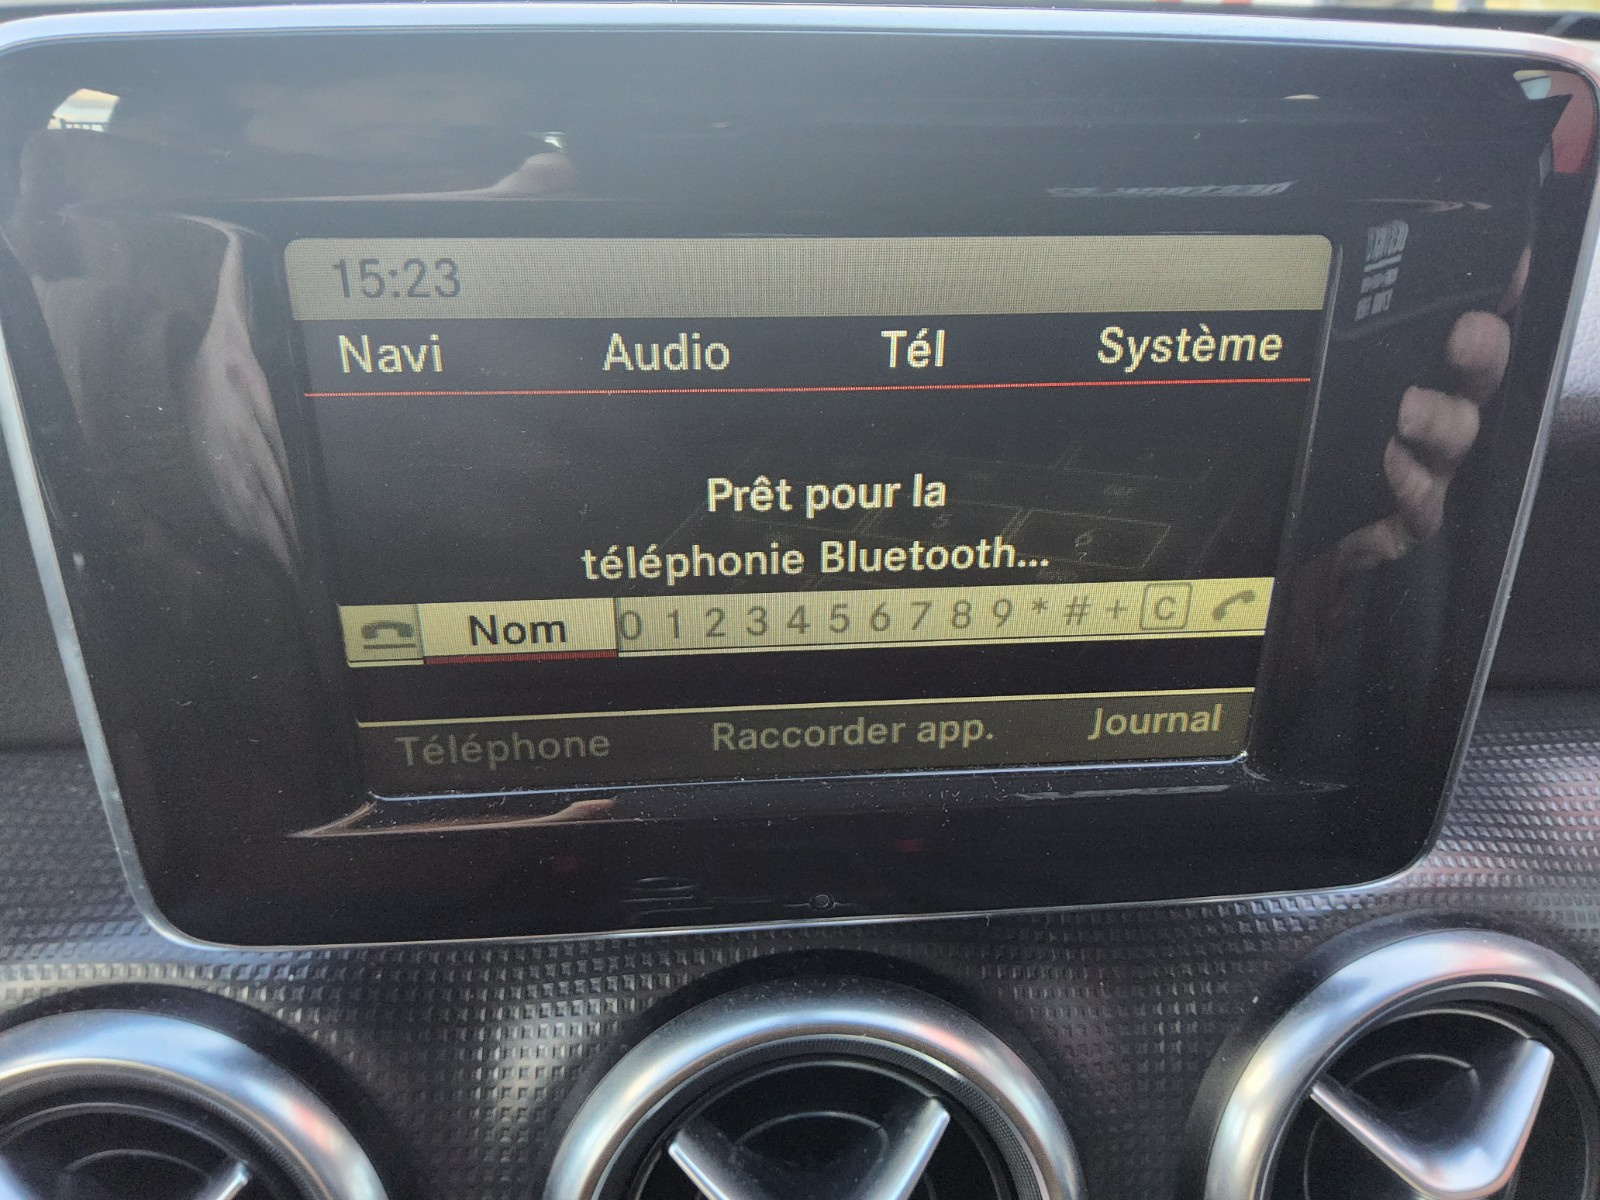 15:23
Navi Audio Tél Système
Prêt pour la
téléphonie Bluetooth...
Nom 0 1 2 3 4 5 6 7 8 9 * # + C
Téléphone Raccorder app. Journal